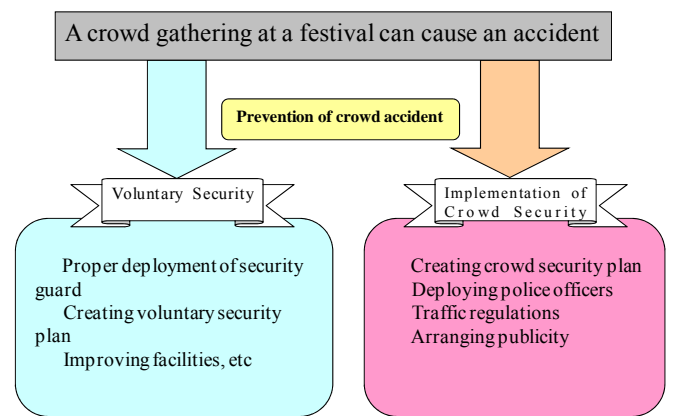 A crowd gathering at a festival can cause an accident
Prevention of crowd accident
Voluntary Security
Proper deployment of security
guard
Creating voluntary security
plan
Improving facilities, etc
Implementation of
Crowd Security
Creating crowd security plan
Deploying police officers
Traffic regulations
Arranging publicity